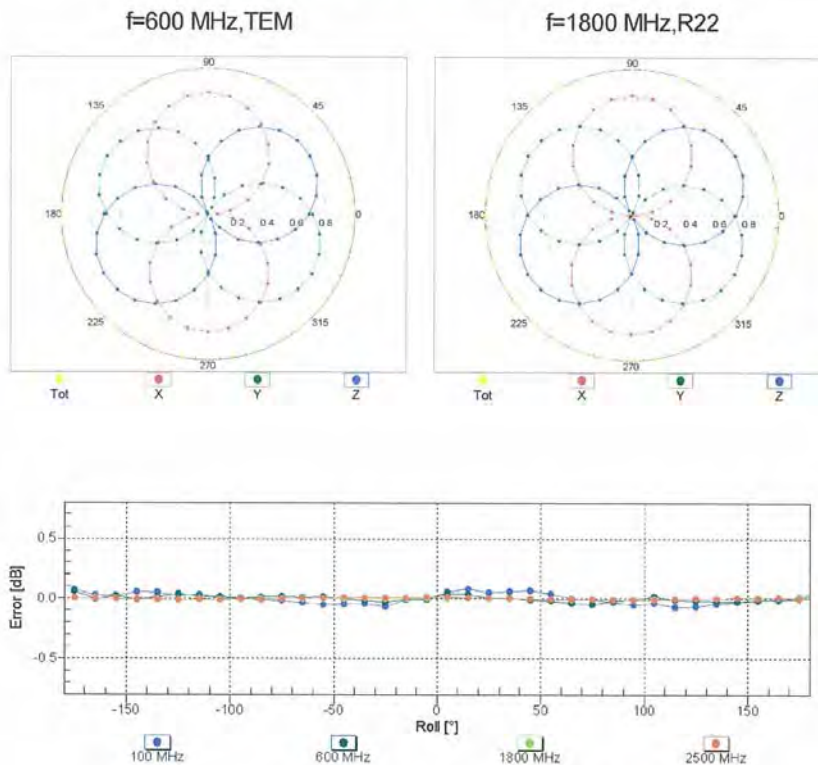 f=600 MHz,TEM
f=1800 MHz,R22
90
135
45
180
0.2 0.4 0.6 0.8
0
225
315
270
Tot X Y Z
90
135
45
180
0.2 0.4 0.6 0.8
0
225
315
270
Tot X Y Z
Error [dB]
0.5
0.0
-0.5
-150 -100 -50 0 50 100 150
Roll [°]
100 MHz 600 MHz 1800 MHz 2500 MHz